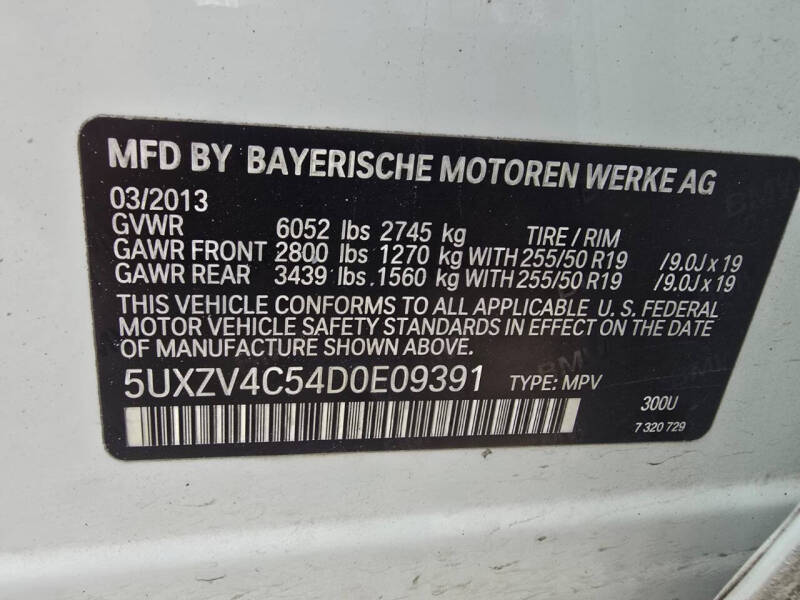 MFD BY BAYERISCHE MOTOREN WERKE AG
03/2013
GVWR 6052 lbs 2745 kg TIRE / RIM
GAWR FRONT 2800 lbs 1270 kg WITH 255/50 R19 /9.0J x 19
GAWR REAR 3439 lbs .1560 kg WITH 255/50 R19 /9.0J x 19
THIS VEHICLE CONFORMS TO ALL APPLICABLE U. S. FEDERAL
MOTOR VEHICLE SAFETY STANDARDS IN EFFECT ON THE DATE
OF MANUFACTURE SHOWN ABOVE.
5UXZV4C54D0E09391 TYPE: MPV
300U
7 320 729